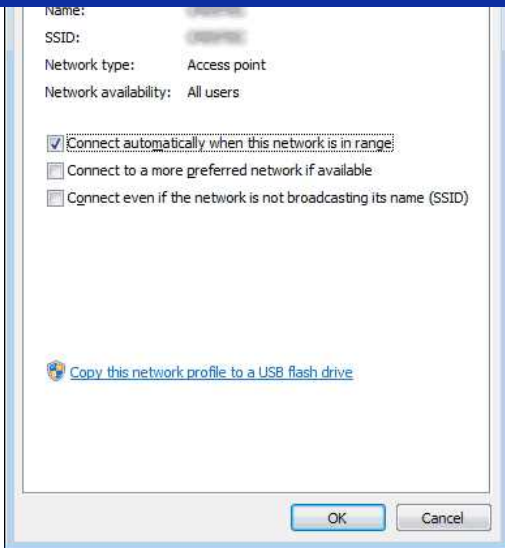 Name:
SSID:
Network type: Access point
Network availability: All users
Connect automatically when this network is in range
Connect to a more preferred network if available
Connect even if the network is not broadcasting its name (SSID)
Copy this network profile to a USB flash drive
OK Cancel